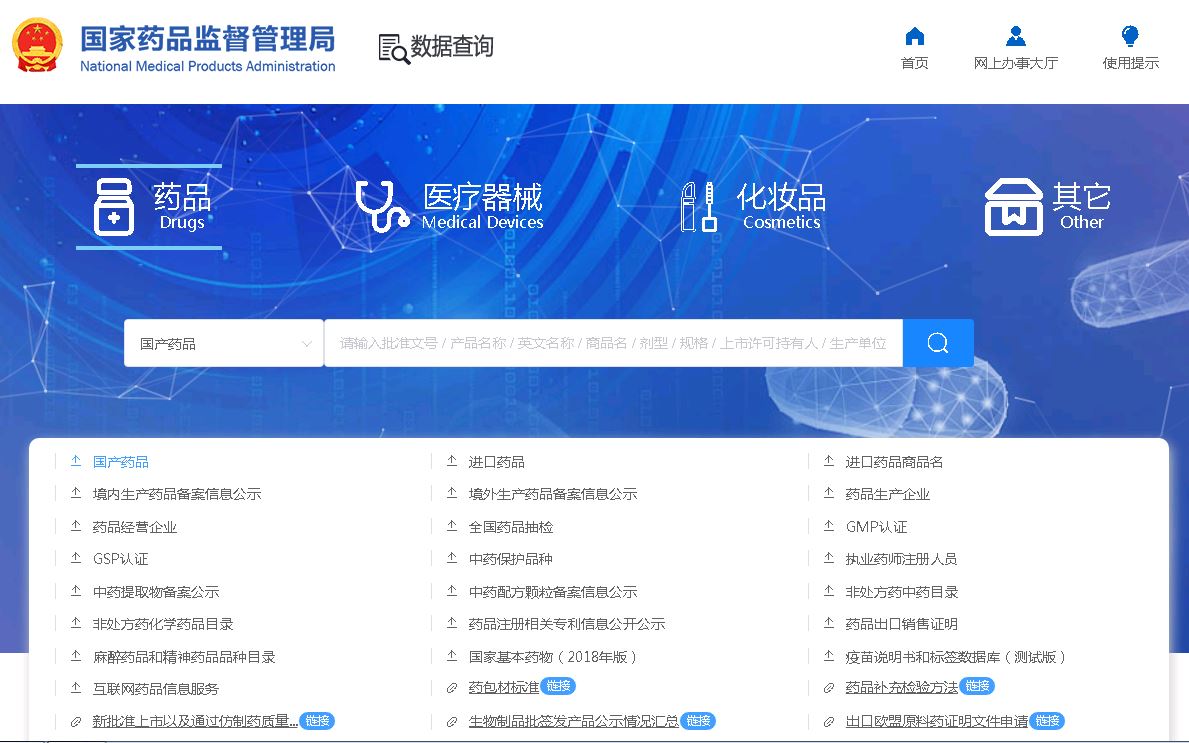 国家药品监督管理局
National Medical Products Administration
数据查询
首页
网上办事大厅
使用提示
药品
Drugs
医疗器械
Medical Devices
化妆品
Cosmetics
其它
Other
国产药品
请输入批准文号 / 产品名称 / 英文名称 / 商品名 / 剂型 / 规格 / 上市许可持有人 / 生产单位
国产药品 进口药品 进口药品商品名
境内生产药品备案信息公示 境外生产药品备案信息公示 药品生产企业
药品经营企业 全国药品抽检 GMP认证
GSP认证 中药保护品种 执业药师注册人员
中药提取物备案公示 中药配方颗粒备案信息公示 非处方药中药目录
非处方药化学药品目录 药品注册相关专利信息公开公示 药品出口销售证明
麻醉药品和精神药品品种目录 国家基本药物（2018年版） 疫苗说明书和标签数据库（测试版）
互联网药品信息服务 药包材标准 链接 药品补充检验方法 链接
新批准上市以及通过仿制药质量... 链接 生物制品批签发产品公示情况汇总 链接 出口欧盟原料药证明文件申请 链接